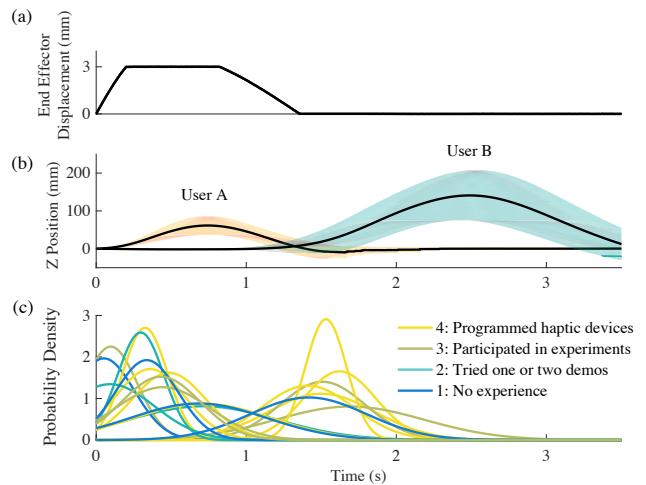 (a)
End Effector
Displacement (mm)
3
0
(b)
Z Position (mm)
200
100
0
User A
User B
0
1
2
3
(c)
Probability Density
3
2
1
0
4: Programmed haptic devices
3: Participated in experiments
2: Tried one or two demos
1: No experience
0
1
2
3
Time (s)